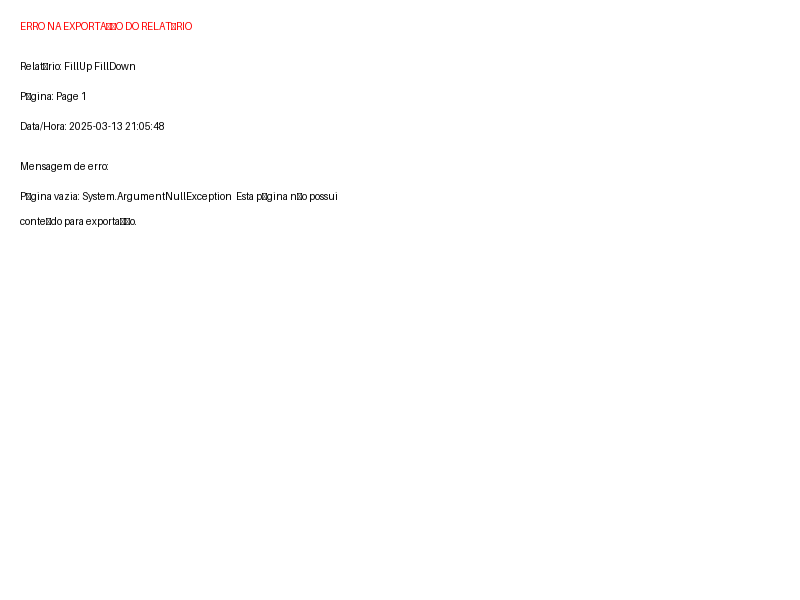 ERRO NA EXPORTA□□O DO RELAT□RIO
Relat□rio: FillUp FillDown
P□gina: Page 1
Data/Hora: 2025-03-13 21:05:48
Mensagem de erro:
P□gina vazia: System.ArgumentNullException  Esta p□gina n□o possui
conte□do para exporta□□o.